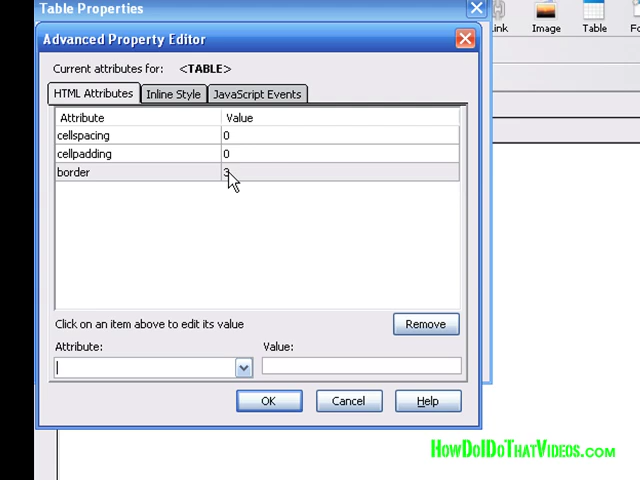 Table Properties
Advanced Property Editor
Link Image Table
Current attributes for: <TABLE>
HTML Attributes Inline Style JavaScript Events
Attribute Value
cellspacing 0
cellpadding 0
border 3
Click on an item above to edit its value
Remove
Attribute: Value:
OK Cancel Help
HowDoIDoThatVideos.com